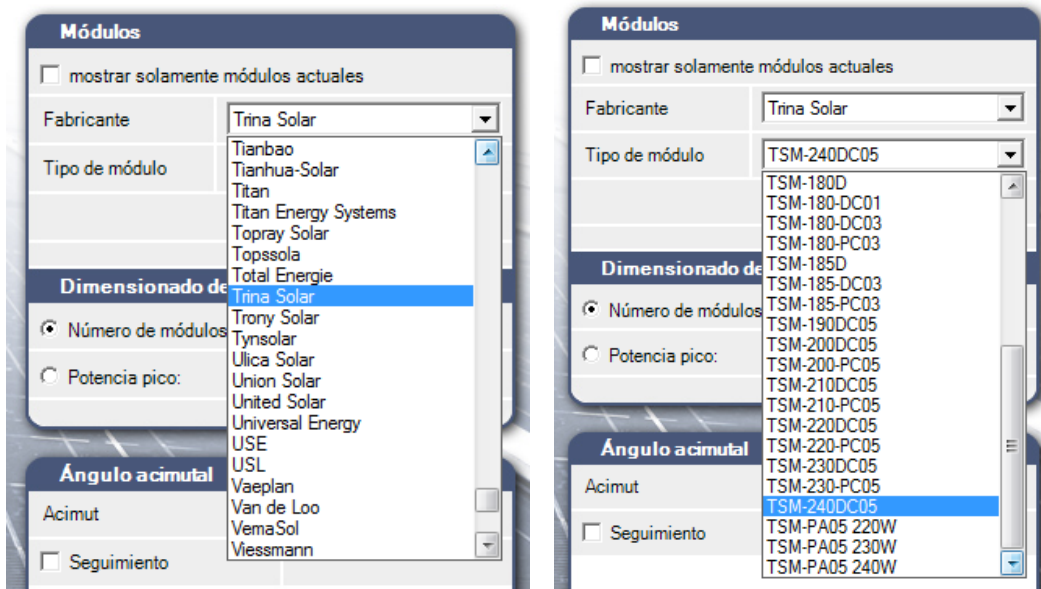 Módulos
mostrar solamente módulos actuales
Fabricante
Trina Solar
Tipo de módulo
Tianbao
Tianhua-Solar
Titan
Titan Energy Systems
Topray Solar
Topssola
Total Energie
Trina Solar
Trony Solar
Tynsolar
Ulica Solar
Union Solar
United Solar
Universal Energy
USE
USL
Vaeplan
Van de Loo
VemaSol
Viessmann
Dimensionado de
Número de módulos
Potencia pico:
Ángulo acimutal
Acimut
Seguimiento
Módulos
mostrar solamente módulos actuales
Fabricante
Trina Solar
Tipo de módulo
TSM-240DC05
TSM-180D
TSM-180-DC01
TSM-180-DC03
TSM-180-PC03
TSM-185D
TSM-185-DC03
TSM-185-PC03
TSM-190DC05
TSM-200DC05
TSM-200-PC05
TSM-210DC05
TSM-210-PC05
TSM-220DC05
TSM-220-PC05
TSM-230DC05
TSM-230-PC05
TSM-240DC05
TSM-PA05 220W
TSM-PA05 230W
TSM-PA05 240W
Dimensionado de
Número de módulos
Potencia pico:
Ángulo acimutal
Acimut
Seguimiento